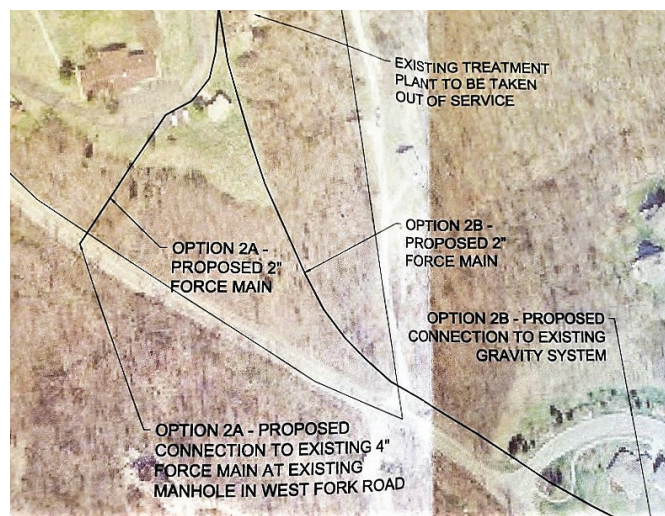 EXISTING TREATMENT
PLANT TO BE TAKEN
OUT OF SERVICE
OPTION 2A -
PROPOSED 2"
FORCE MAIN
OPTION 2B -
PROPOSED 2"
FORCE MAIN
OPTION 2B - PROPOSED
CONNECTION TO EXISTING
GRAVITY SYSTEM
OPTION 2A - PROPOSED
CONNECTION TO EXISTING 4"
FORCE MAIN AT EXISTING
MANHOLE IN WEST FORK ROAD